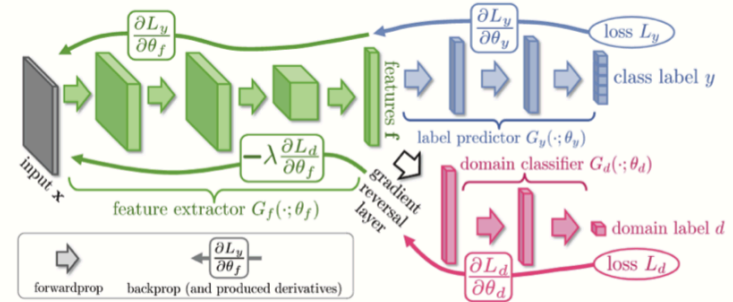 ∂L_y/∂θ_f
∂L_y/∂θ_y
loss L_y
features f
class label y
input x
label predictor G_y(·;θ_y)
−λ ∂L_d/∂θ_f
gradient
reversal
layer
domain classifier G_d(·;θ_d)
feature extractor G_f(·;θ_f)
domain label d
∂L_d/∂θ_d
loss L_d
∂L_y/∂θ_f
forwardprop
backprop (and produced derivatives)